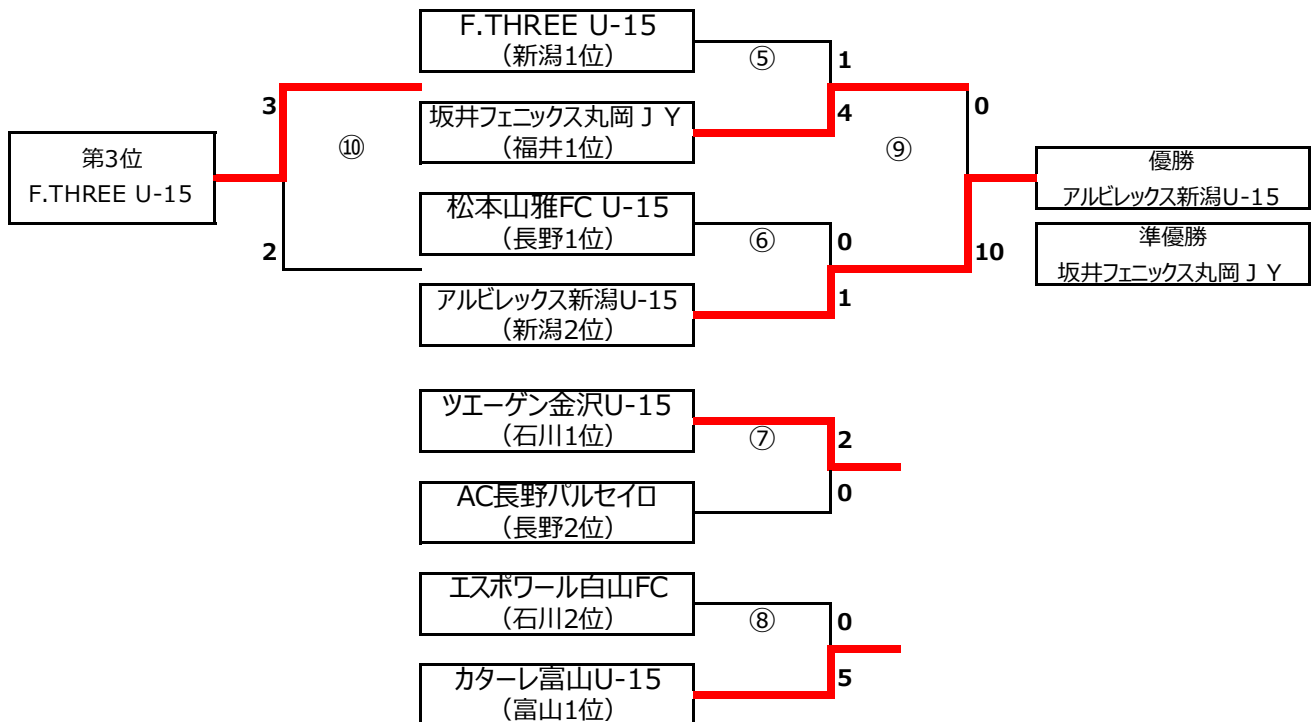 F.THREE U-15
（新潟1位）
⑤
1
3
4
0
坂井フェニックス丸岡ＪＹ
（福井1位）
⑩
⑨
第3位
F.THREE U-15
優勝
アルビレックス新潟U-15
松本山雅FC U-15
（長野1位）
⑥
0
2
10
準優勝
坂井フェニックス丸岡ＪＹ
アルビレックス新潟U-15
（新潟2位）
1
ツエーゲン金沢U-15
（石川1位）
⑦
2
0
AC長野パルセイロ
（長野2位）
エスポワール白山FC
（石川2位）
⑧
0
5
カターレ富山U-15
（富山1位）